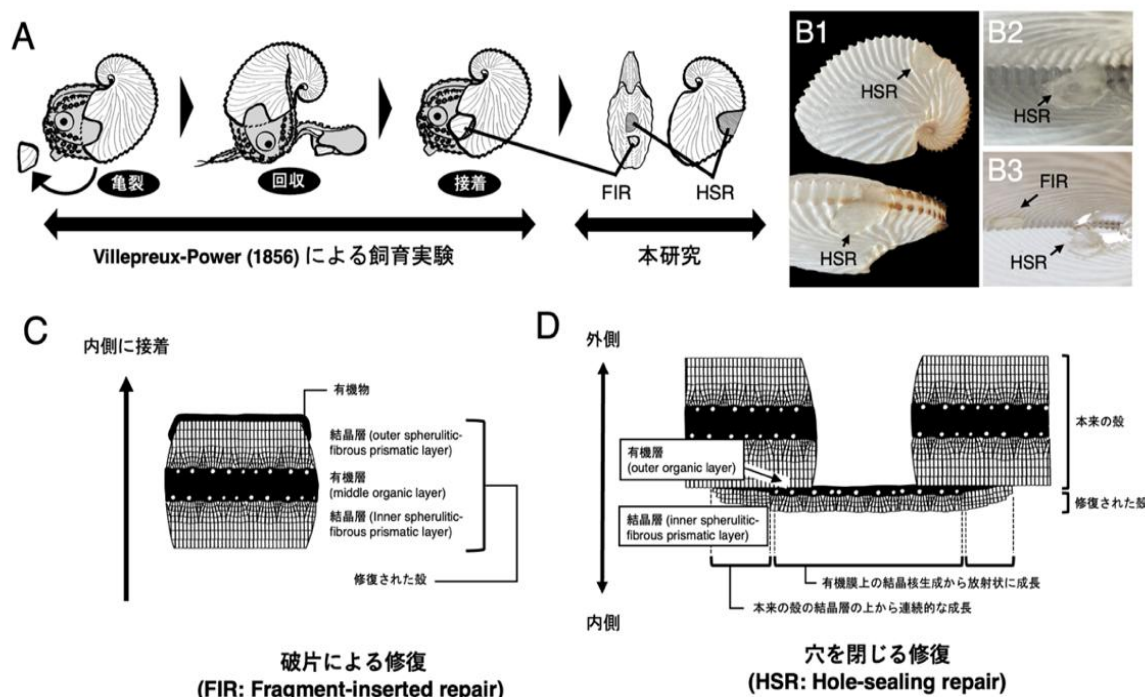 A
亀裂
回収
接着
FIR
HSR
Villepreux-Power (1856) による飼育実験
本研究
B1
HSR
HSR
B2
HSR
B3
FIR
HSR
C
内側に接着
有機物
結晶層 (outer spherulitic-
fibrous prismatic layer)
有機層
(middle organic layer)
結晶層 (Inner spherulitic-
fibrous prismatic layer)
修復された殻
破片による修復
(FIR: Fragment-inserted repair)
D
外側
内側
有機層
(outer organic layer)
結晶層 (inner spherulitic-
fibrous prismatic layer)
本来の殻
修復された殻
有機膜上の結晶核生成から放射状に成長
本来の殻の結晶層の上から連続的な成長
穴を閉じる修復
(HSR: Hole-sealing repair)